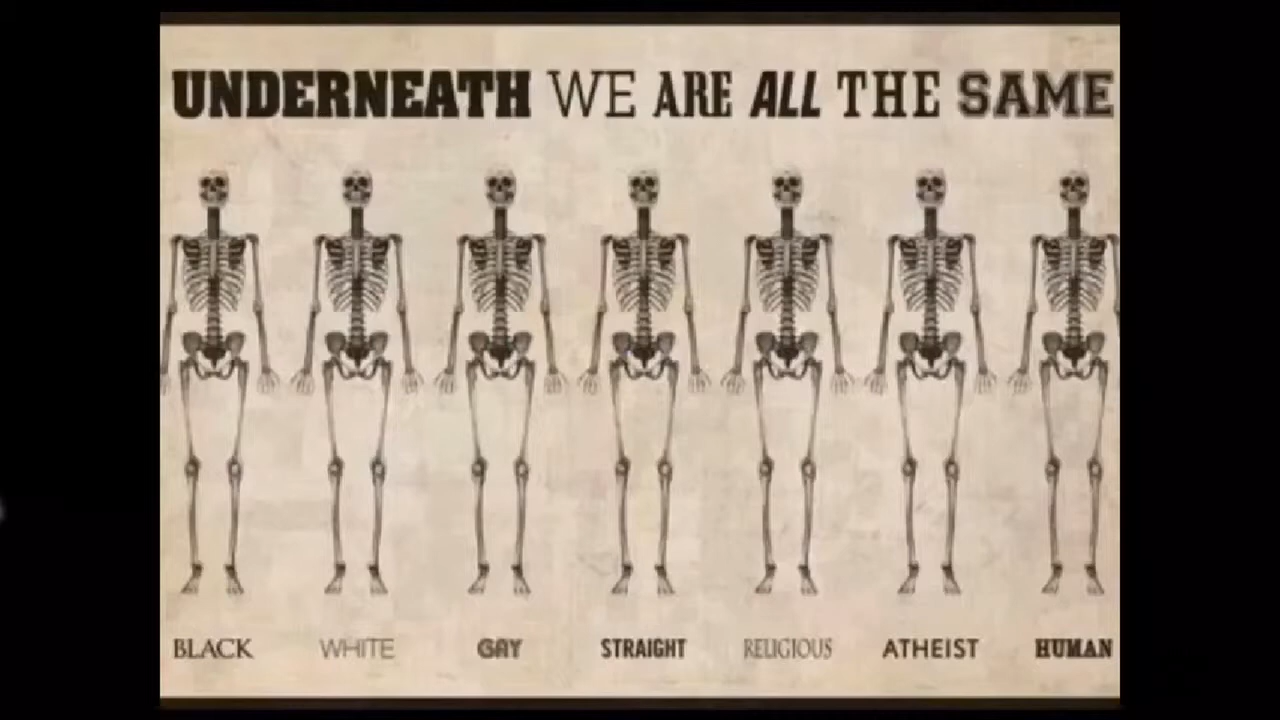 UNDERNEATH WE ARE ALL THE SAME
BLACK WHITE GAY STRAIGHT RELIGIOUS ATHEIST HUMAN